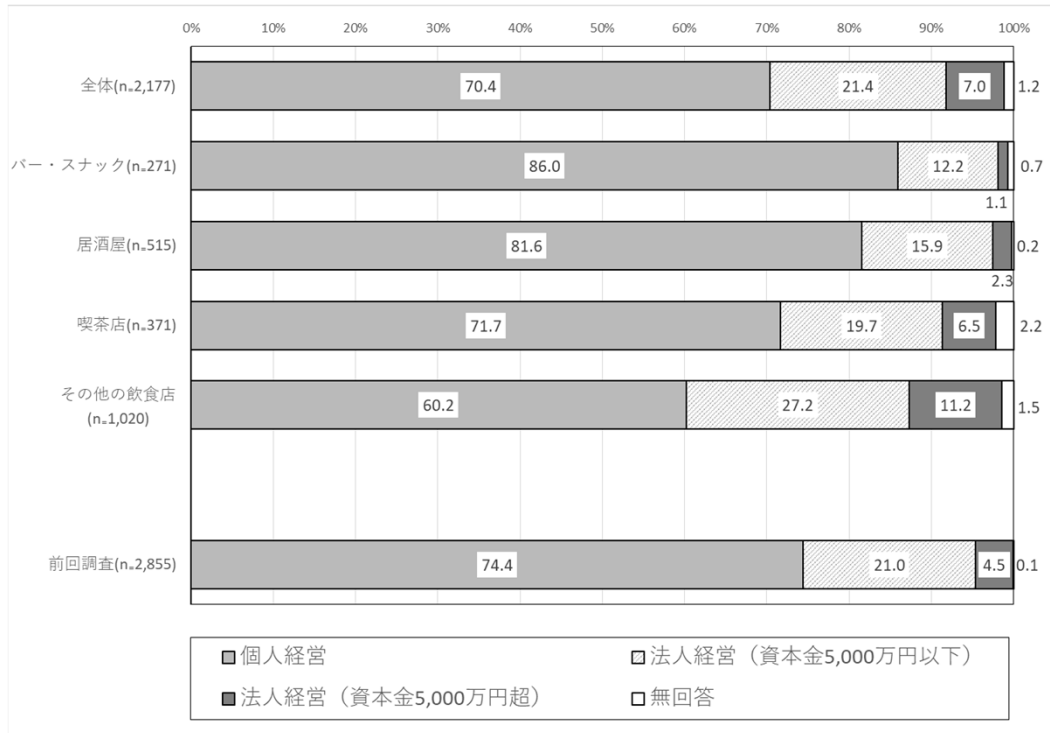 0% 10% 20% 30% 40% 50% 60% 70% 80% 90% 100%
全体(n=2,177) 70.4 21.4 7.0 1.2
バー・スナック(n=271) 86.0 12.2 0.7
1.1
居酒屋(n=515) 81.6 15.9 0.2
2.3
喫茶店(n=371) 71.7 19.7 6.5 2.2
その他の飲食店
(n=1,020) 60.2 27.2 11.2 1.5
前回調査(n=2,855) 74.4 21.0 4.5 0.1
個人経営 法人経営（資本金5,000万円以下）
法人経営（資本金5,000万円超） 無回答